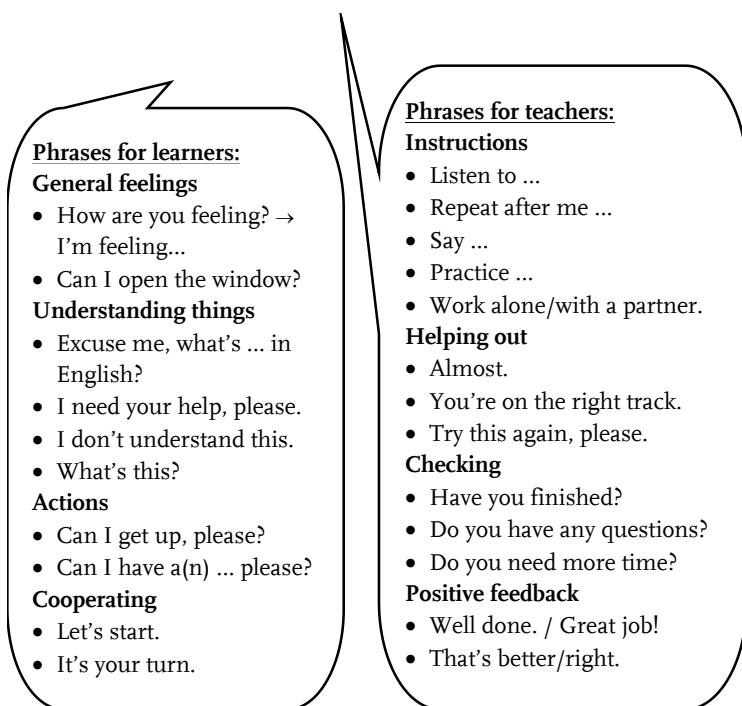 Phrases for learners:
General feelings
• How are you feeling? →
I'm feeling...
• Can I open the window?
Understanding things
• Excuse me, what's ... in
English?
• I need your help, please.
• I don't understand this.
• What's this?
Actions
• Can I get up, please?
• Can I have a(n) ... please?
Cooperating
• Let's start.
• It's your turn.
Phrases for teachers:
Instructions
• Listen to ...
• Repeat after me ...
• Say ...
• Practice ...
• Work alone/with a partner.
Helping out
• Almost.
• You're on the right track.
• Try this again, please.
Checking
• Have you finished?
• Do you have any questions?
• Do you need more time?
Positive feedback
• Well done. / Great job!
• That's better/right.